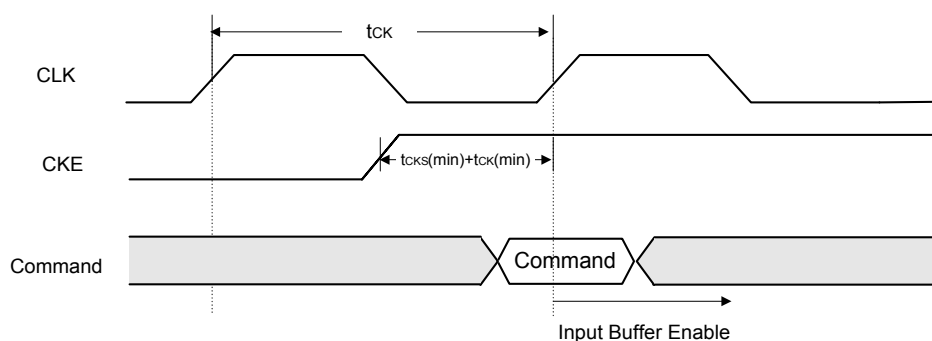 tCK
CLK
CKE
tCKS(min)+tCK(min)
Command
Command
Input Buffer Enable